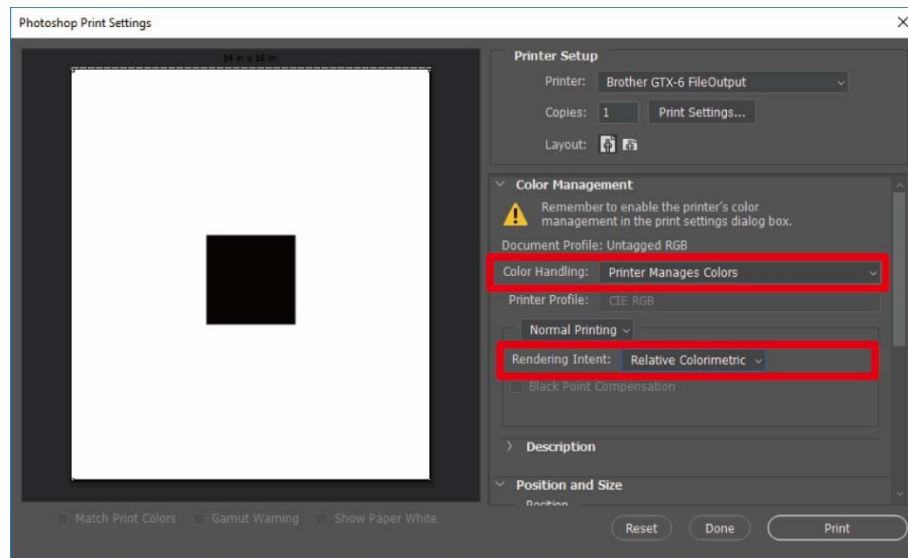 Photoshop Print Settings
14 in x 16 in
Printer Setup
Printer: Brother GTX-6 FileOutput
Copies: 1 Print Settings...
Layout:
Color Management
Remember to enable the printer's color
management in the print settings dialog box.
Document Profile: Untagged RGB
Color Handling: Printer Manages Colors
Printer Profile: CIE RGB
Normal Printing
Rendering Intent: Relative Colorimetric
Black Point Compensation
Description
Position and Size
Position
Match Print Colors Gamut Warning Show Paper White
Reset Done Print